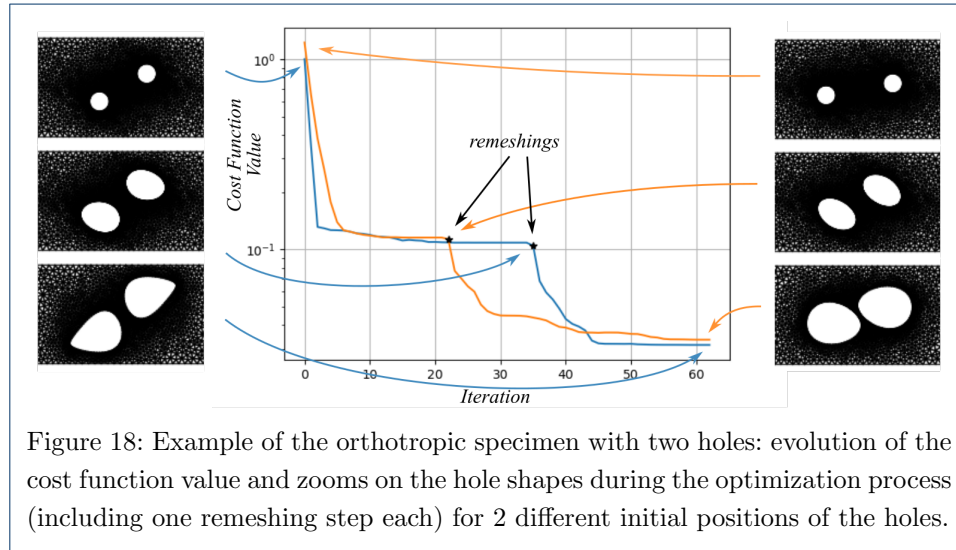 10⁰
Cost Function
Value
remeshings
10⁻¹
0 10 20 30 40 50 60
Iteration
Figure 18: Example of the orthotropic specimen with two holes: evolution of the
cost function value and zooms on the hole shapes during the optimization process
(including one remeshing step each) for 2 different initial positions of the holes.